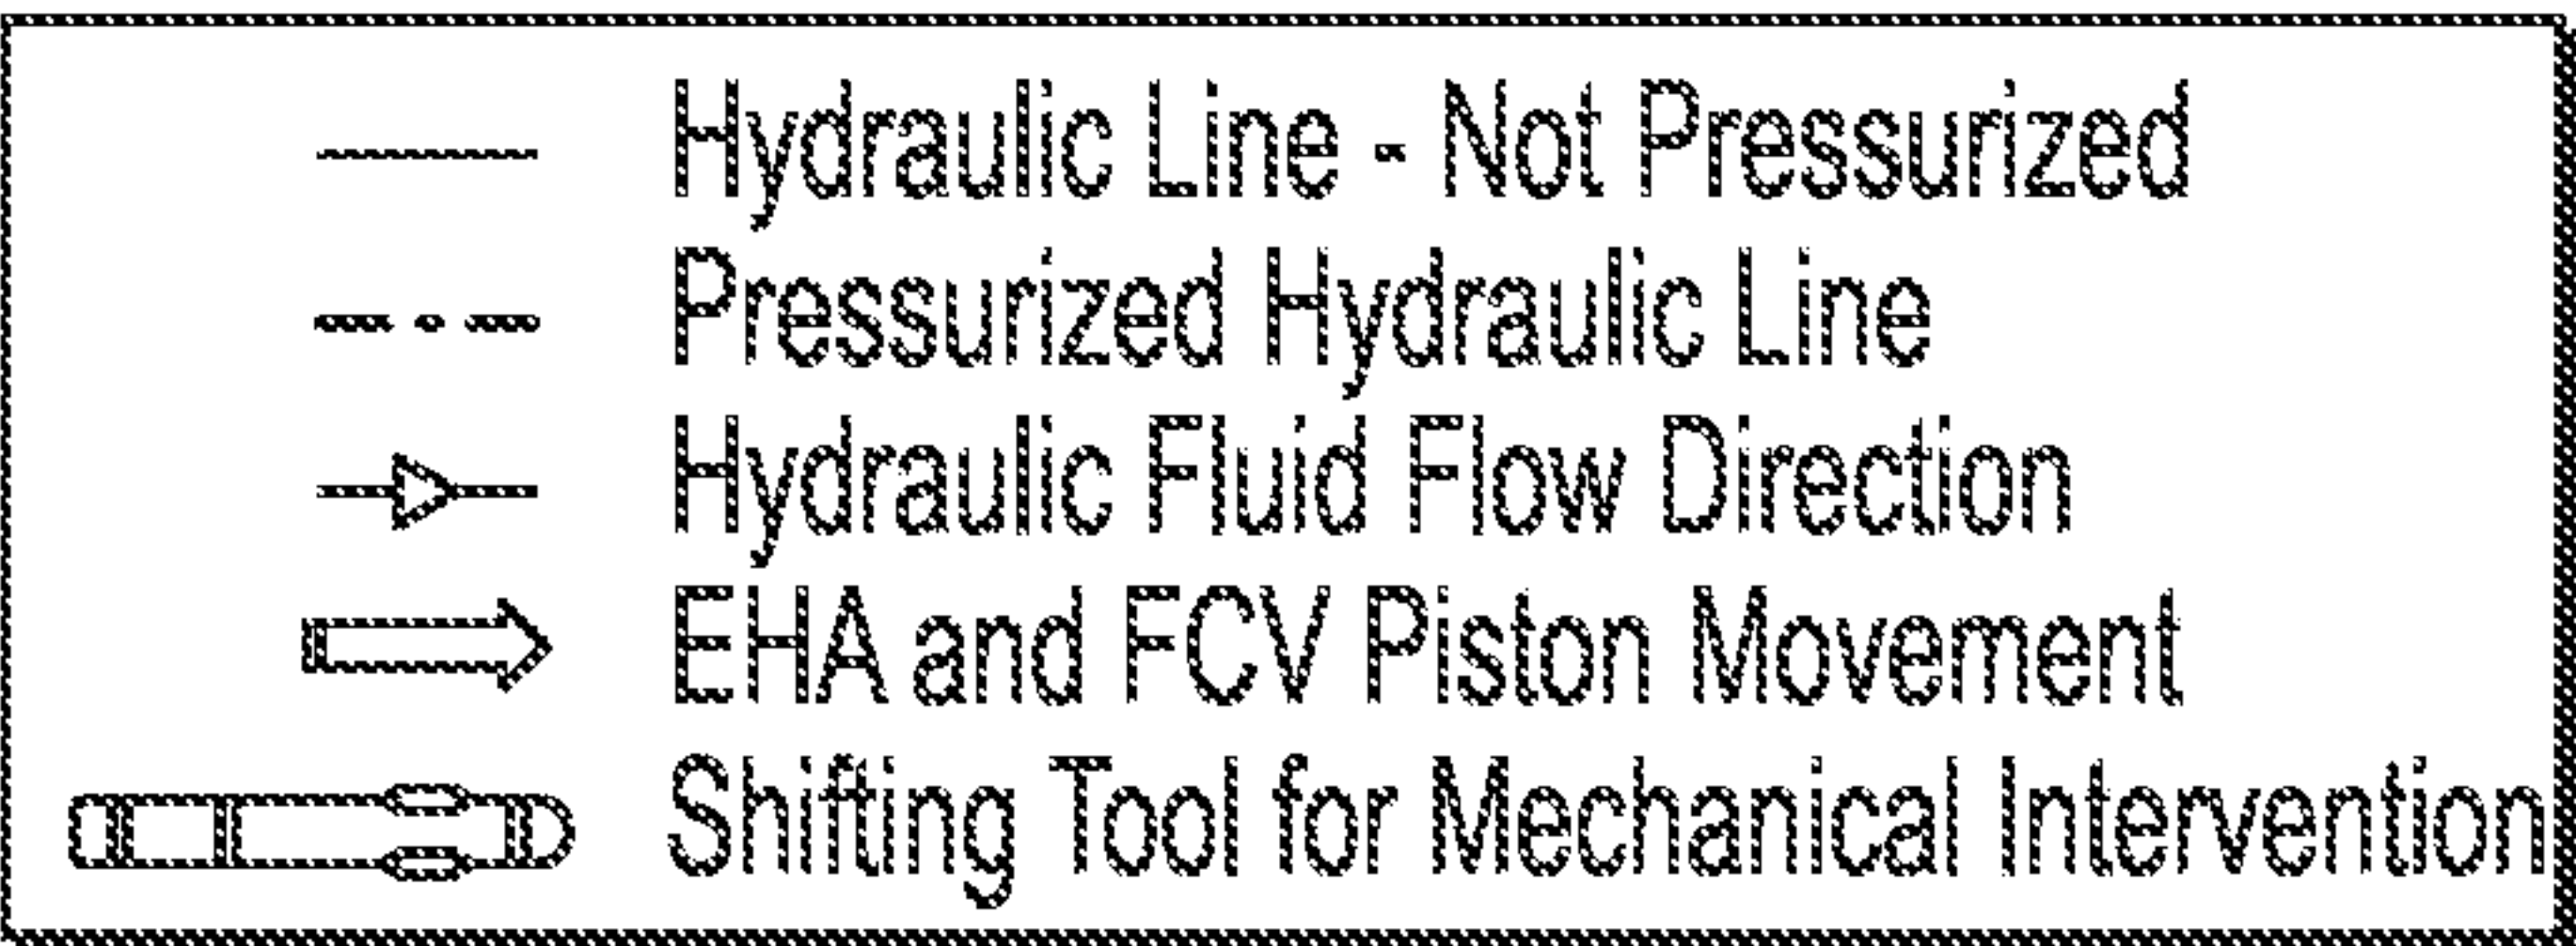 Hydraulic Line - Not Pressurized
Pressurized Hydraulic Line
Hydraulic Fluid Flow Direction
EHA and FCV Piston Movement
Shifting Tool for Mechanical Intervention